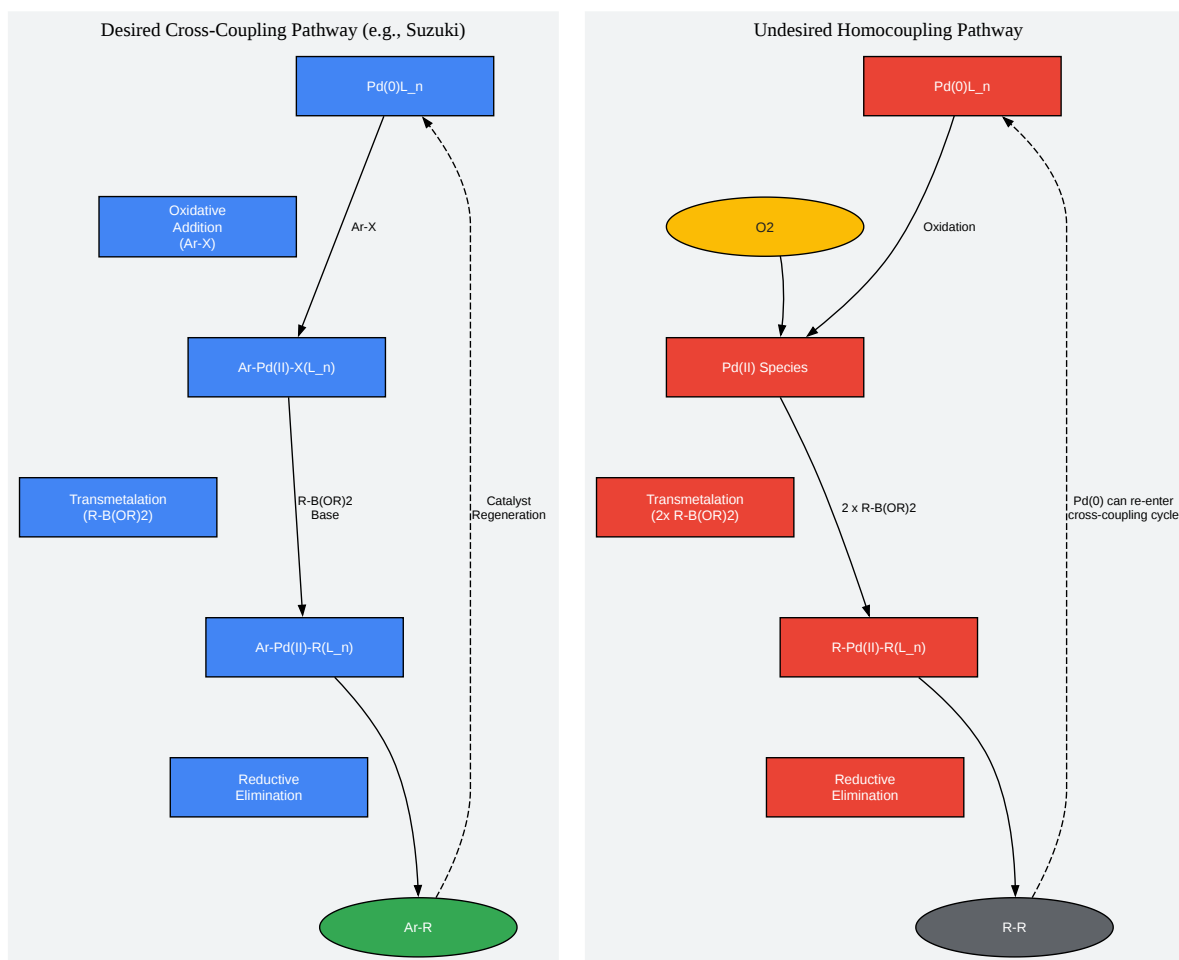 Desired Cross-Coupling Pathway (e.g., Suzuki)
Pd(0)L_n
Oxidative
Addition
(Ar-X)
Ar-X
Ar-Pd(II)-X(L_n)
Transmetalation
(R-B(OR)2)
R-B(OR)2
Base
Catalyst
Regeneration
Ar-Pd(II)-R(L_n)
Reductive
Elimination
Ar-R
Undesired Homocoupling Pathway
Pd(0)L_n
O2
Oxidation
Pd(II) Species
Transmetalation
(2x R-B(OR)2)
2 x R-B(OR)2
Pd(0) can re-enter
cross-coupling cycle
R-Pd(II)-R(L_n)
Reductive
Elimination
R-R